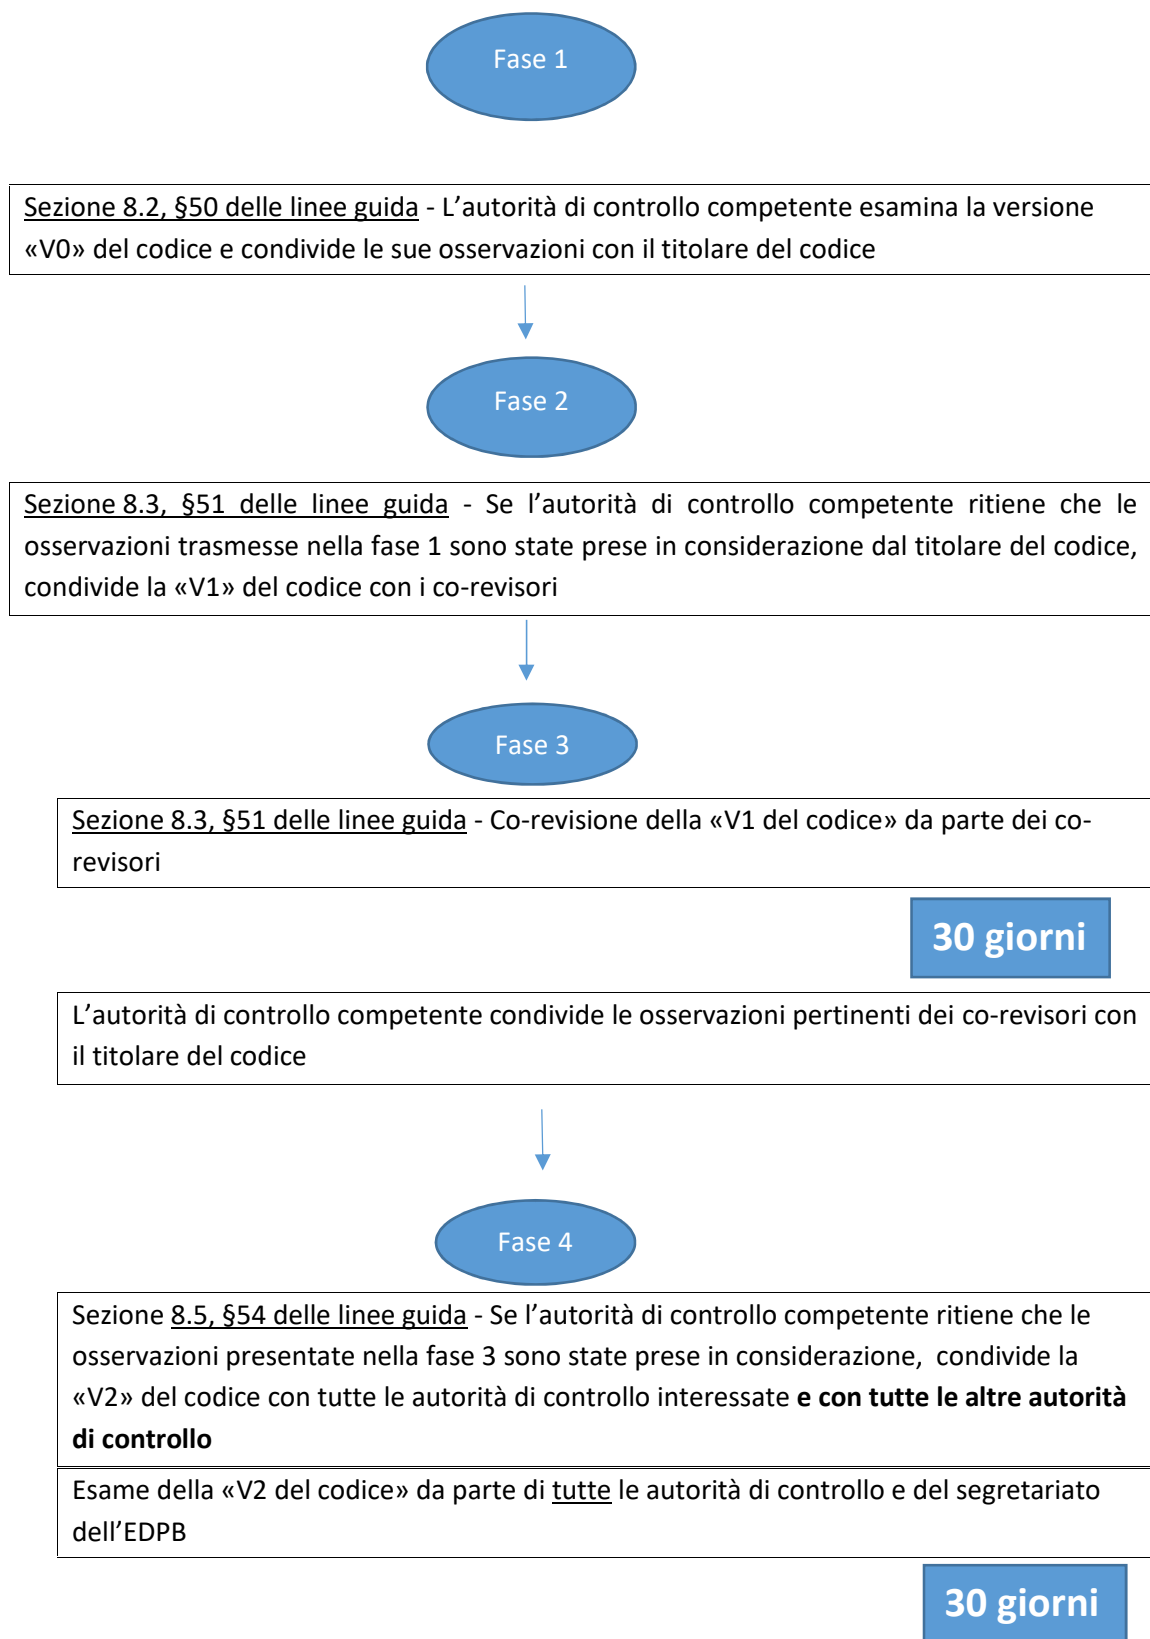 Fase 1
Sezione 8.2, §50 delle linee guida - L’autorità di controllo competente esamina la versione
«V0» del codice e condivide le sue osservazioni con il titolare del codice
Fase 2
Sezione 8.3, §51 delle linee guida - Se l’autorità di controllo competente ritiene che le
osservazioni trasmesse nella fase 1 sono state prese in considerazione dal titolare del codice,
condivide la «V1» del codice con i co-revisori
Fase 3
Sezione 8.3, §51 delle linee guida - Co-revisione della «V1 del codice» da parte dei co-
revisori
30 giorni
L’autorità di controllo competente condivide le osservazioni pertinenti dei co-revisori con
il titolare del codice
Fase 4
Sezione 8.5, §54 delle linee guida - Se l’autorità di controllo competente ritiene che le
osservazioni presentate nella fase 3 sono state prese in considerazione, condivide la
«V2» del codice con tutte le autorità di controllo interessate e con tutte le altre autorità
di controllo
Esame della «V2 del codice» da parte di tutte le autorità di controllo e del segretariato
dell’EDPB
30 giorni